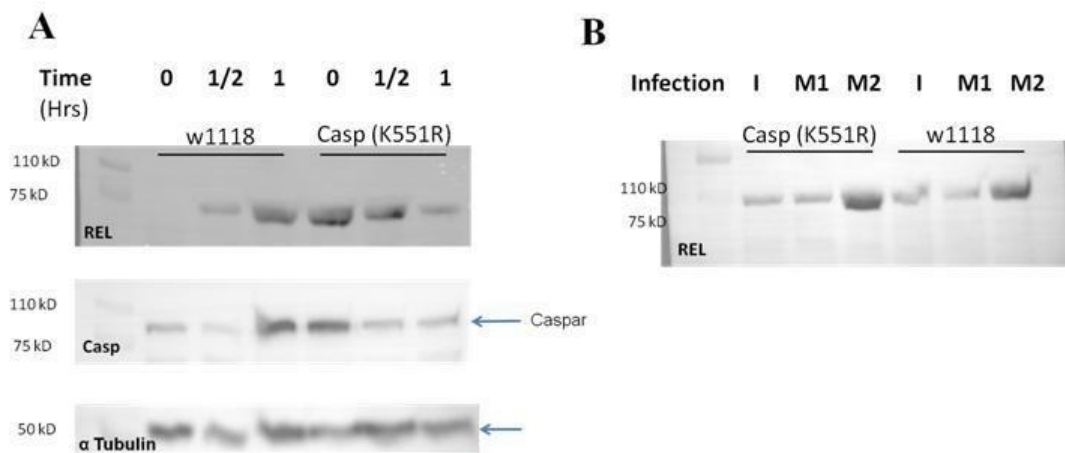 A
Time 0 1/2 1 0 1/2 1
(Hrs)
w1118 Casp (K551R)
110 kD
75 kD
REL
110 kD
Caspar
75 kD
Casp
50 kD
α Tubulin
B
Infection I M1 M2 I M1 M2
Casp (K551R) w1118
110 kD
75 kD
REL